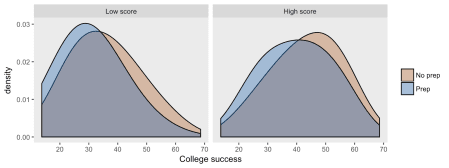 Low score
High score
0.03
0.02
0.01
0.00
density
20 30 40 50 60 70
20 30 40 50 60 70
College success
No prep
Prep